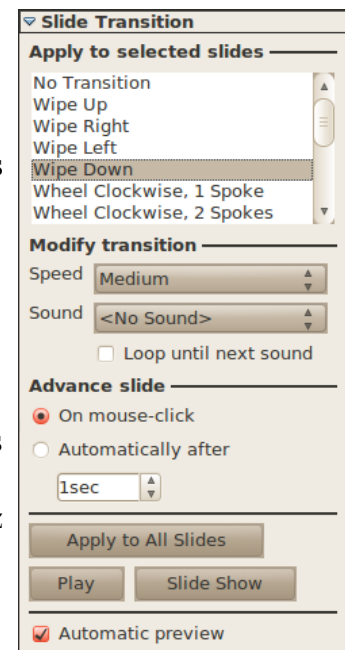 Slide Transition
Apply to selected slides
No Transition
Wipe Up
Wipe Right
Wipe Left
Wipe Down
Wheel Clockwise, 1 Spoke
Wheel Clockwise, 2 Spokes
Modify transition
Speed Medium
Sound <No Sound>
Loop until next sound
Advance slide
On mouse-click
Automatically after
1sec
Apply to All Slides
Play Slide Show
Automatic preview